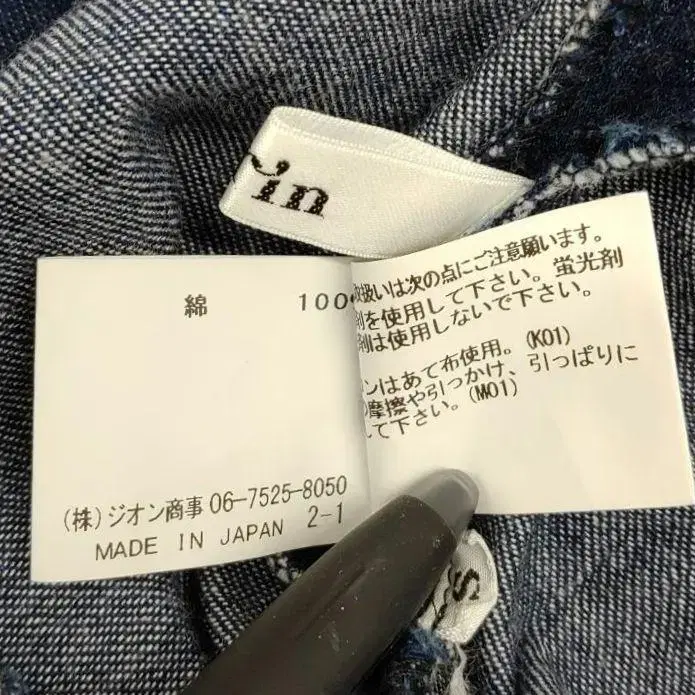 in
綿 100
取扱いは次の点にご注意願います。
剤を使用して下さい。蛍光剤
剤は使用しないで下さい。
ンはあて布使用。(K01)
摩擦や引っかけ、引っぱりに
して下さい。(M01)
(株)ジオン商事 06-7525-8050
MADE IN JAPAN 2-1
S